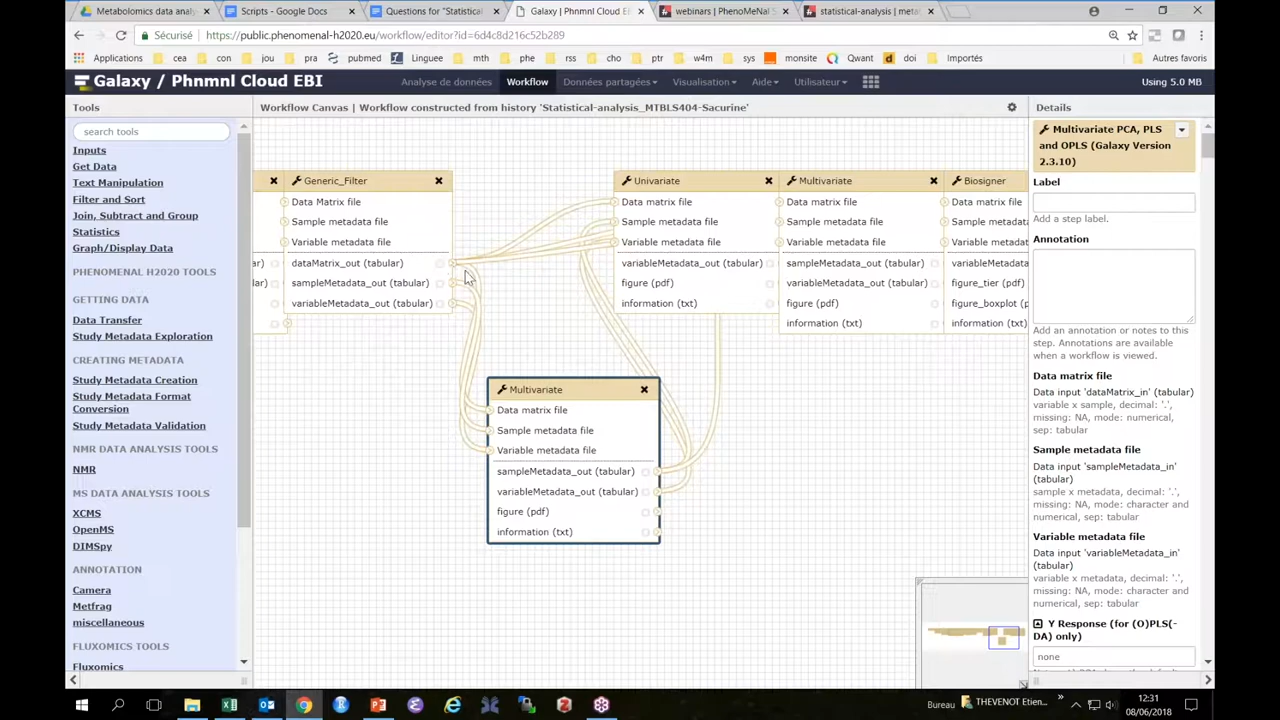 Metabolomics data analy
Scripts - Google Docs
Questions for "Statistical
Galaxy | Phnmnl Cloud E
webinars | PhenoMeNal S
statistical-analysis | meta
Sécurisé
https://public.phenomenal-h2020.eu/workflow/editor?id=6d4c8d216c52b289
Applications
cea
con
jou
pra
pubmed
Linguee
mth
phe
rss
cho
ptr
w4m
sys
monsite
Qwant
doi
Importés
Autres favoris
Galaxy / Phnmnl Cloud EBI
Analyse de données
Workflow
Données partagées
Visualisation
Aide
Utilisateur
Using 5.0 MB
Tools
Workflow Canvas | Workflow constructed from history 'Statistical-analysis_MTBLS404-Sacurine'
Details
search tools
Inputs
Get Data
Text Manipulation
Filter and Sort
Join, Subtract and Group
Statistics
Graph/Display Data
PHENOMENAL H2020 TOOLS
GETTING DATA
Data Transfer
Study Metadata Exploration
CREATING METADATA
Study Metadata Creation
Study Metadata Format
Conversion
Study Metadata Validation
NMR DATA ANALYSIS TOOLS
NMR
MS DATA ANALYSIS TOOLS
XCMS
OpenMS
DIMSpy
ANNOTATION
Camera
Metfrag
miscellaneous
FLUXOMICS TOOLS
Fluxomics
ar)
ar)
Generic_Filter
Data Matrix file
Sample metadata file
Variable metadata file
dataMatrix_out (tabular)
sampleMetadata_out (tabular)
variableMetadata_out (tabular)
Univariate
Data matrix file
Sample metadata file
Variable metadata file
variableMetadata_out (tabular)
figure (pdf)
information (txt)
Multivariate
Data matrix file
Sample metadata file
Variable metadata file
sampleMetadata_out (tabular)
variableMetadata_out (tabular)
figure (pdf)
information (txt)
Biosigner
Data matrix file
Sample metada
Variable metada
variableMetada
figure_tier (pdf
figure_boxplot (p
information (txt)
Multivariate
Data matrix file
Sample metadata file
Variable metadata file
sampleMetadata_out (tabular)
variableMetadata_out (tabular)
figure (pdf)
information (txt)
Multivariate PCA, PLS
and OPLS (Galaxy Version
2.3.10)
Label
Add a step label.
Annotation
Add an annotation or notes to this
step. Annotations are available
when a workflow is viewed.
Data matrix file
Data input 'dataMatrix_in' (tabular)
variable x sample, decimal: '.',
missing: NA, mode: numerical,
sep: tabular
Sample metadata file
Data input 'sampleMetadata_in'
(tabular)
sample x metadata, decimal: '.',
missing: NA, mode: character and
numerical, sep: tabular
Variable metadata file
Data input 'variableMetadata_in'
(tabular)
variable x metadata, decimal: '.',
missing: NA, mode: character and
numerical, sep: tabular
Y Response (for (O)PLS(-
DA) only)
none
Bureau
THEVENOT Etien...
12:31
08/06/2018